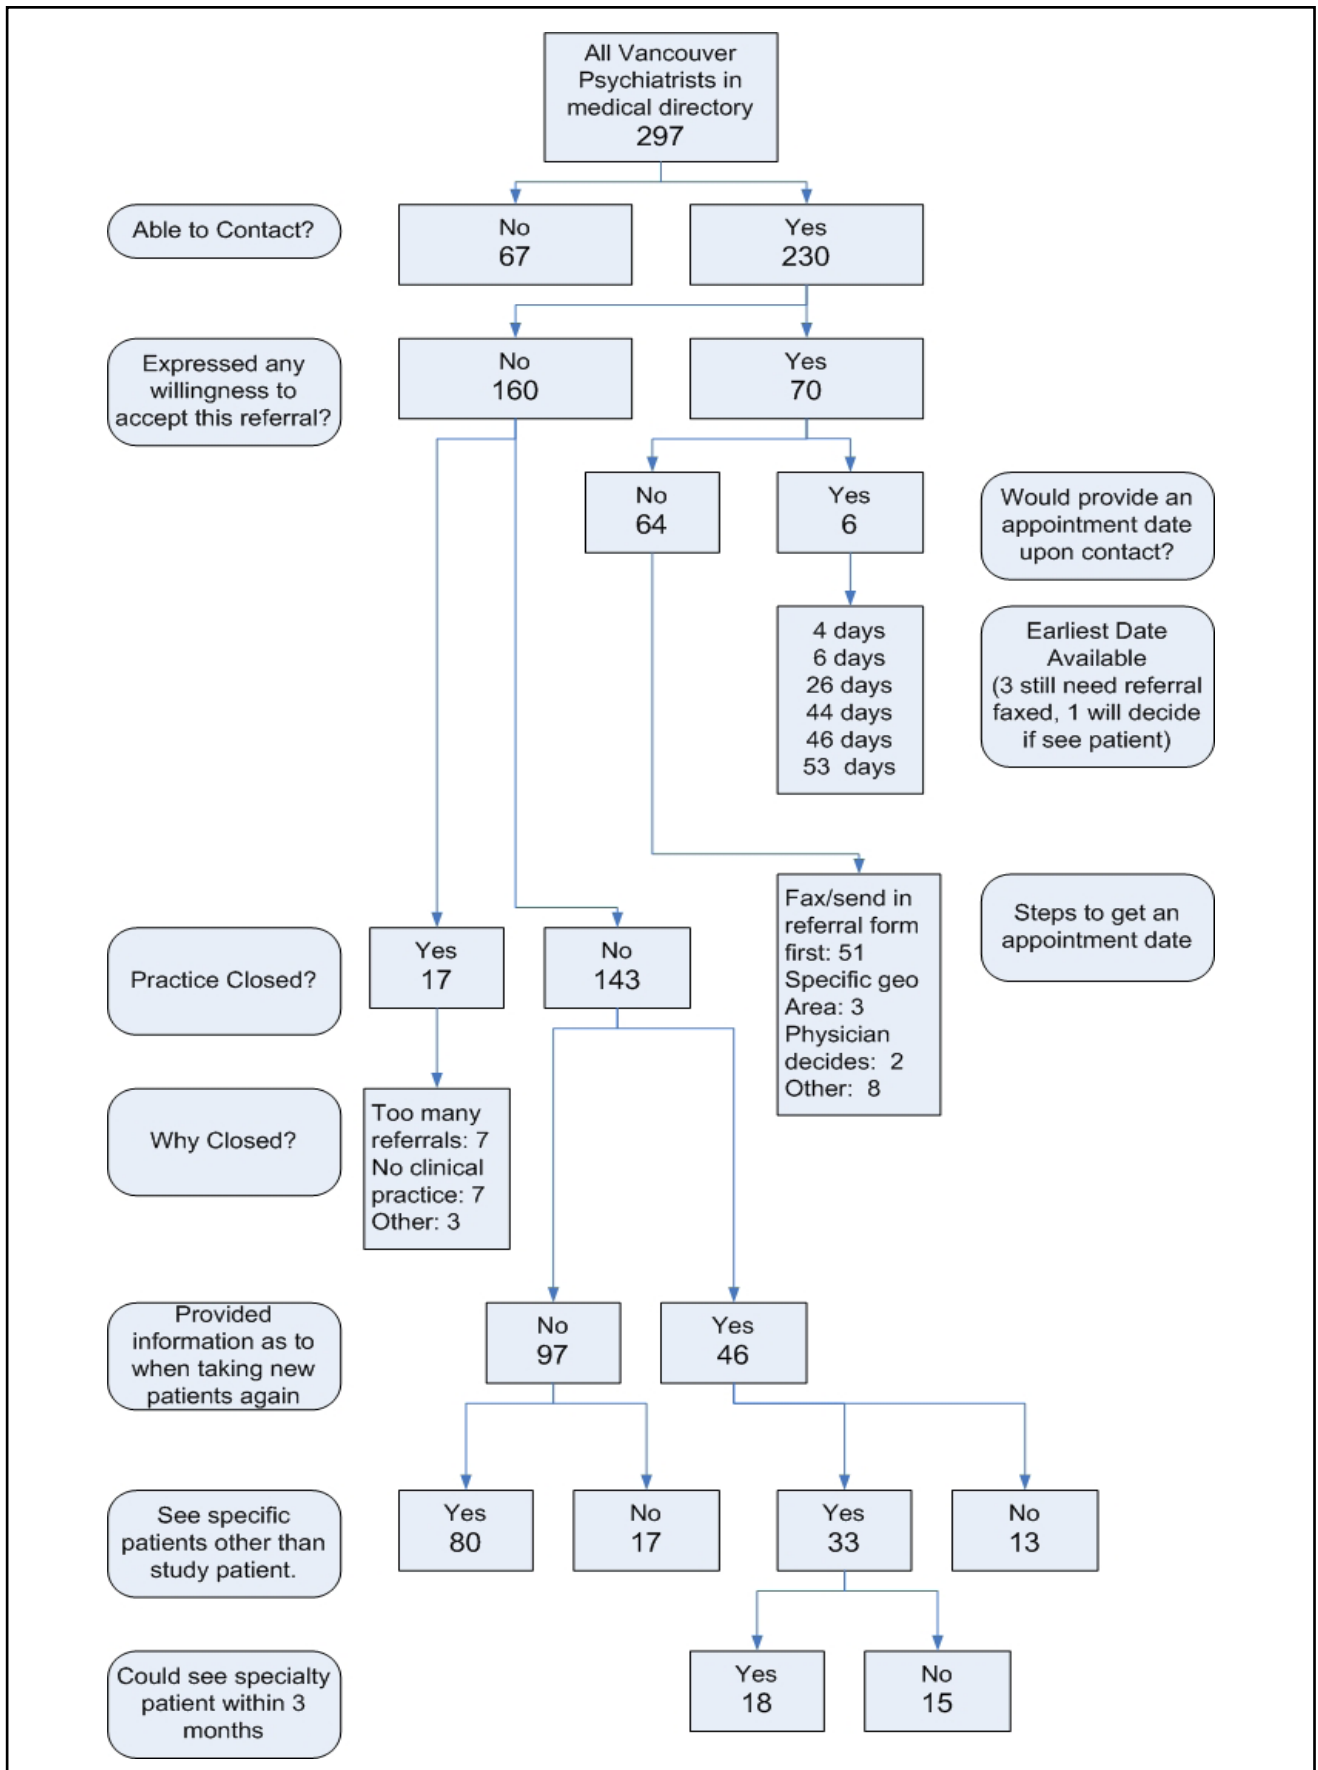 All Vancouver
Psychiatrists in
medical directory
297
Able to Contact?
No
67
Yes
230
Expressed any
willingness to
accept this referral?
No
160
Yes
70
No
64
Yes
6
Would provide an
appointment date
upon contact?
4 days
6 days
26 days
44 days
46 days
53 days
Earliest Date
Available
(3 still need referral
faxed, 1 will decide
if see patient)
Fax/send in
referral form
first: 51
Specific geo
Area: 3
Physician
decides: 2
Other: 8
Steps to get an
appointment date
Practice Closed?
Yes
17
No
143
Why Closed?
Too many
referrals: 7
No clinical
practice: 7
Other: 3
Provided
information as to
when taking new
patients again
No
97
Yes
46
See specific
patients other than
study patient.
Yes
80
No
17
Yes
33
No
13
Could see specialty
patient within 3
months
Yes
18
No
15